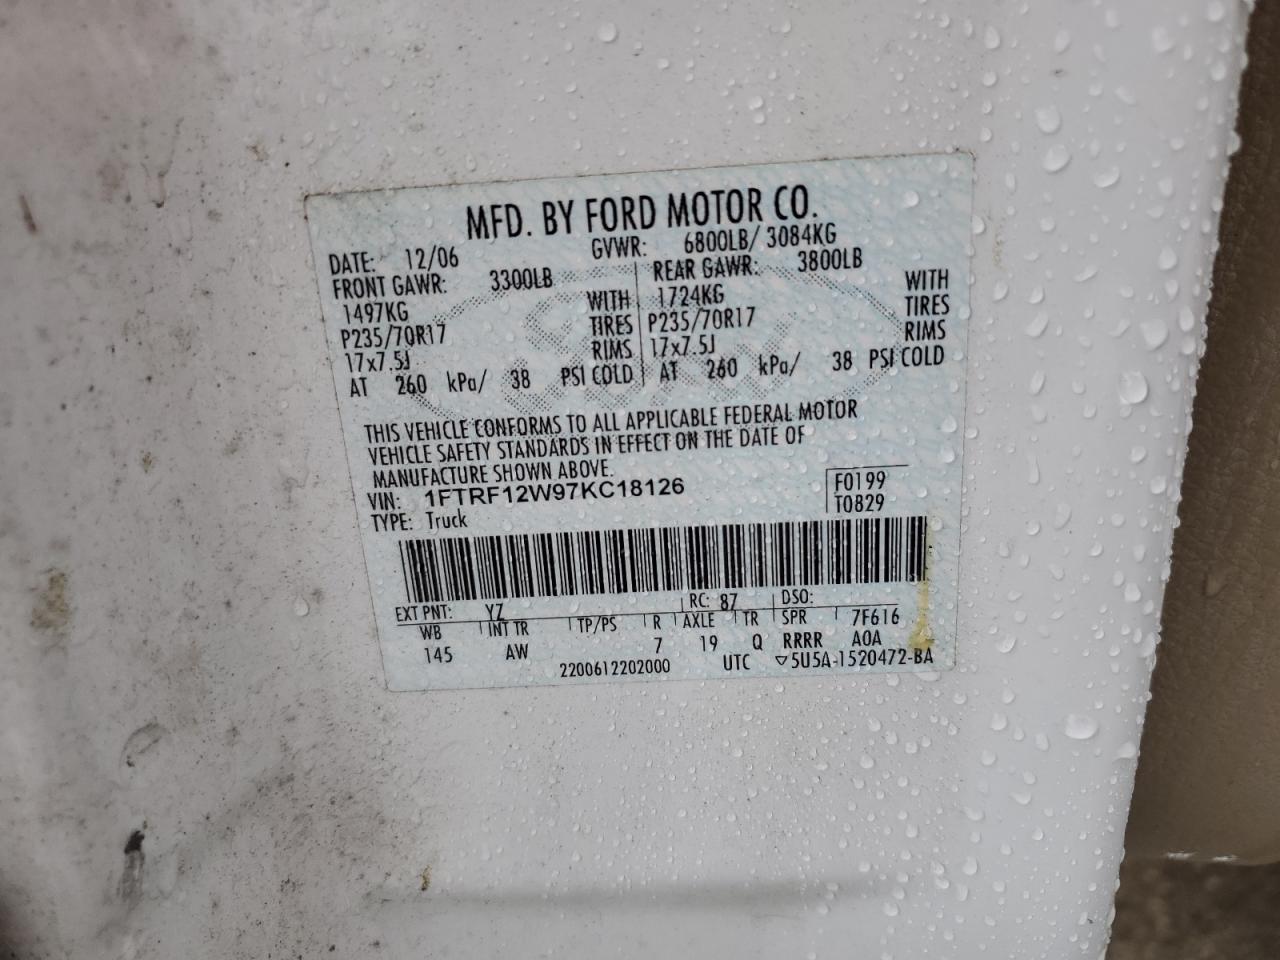 MFD. BY FORD MOTOR CO.
DATE: 12/06 GVWR: 6800LB/ 3084KG
FRONT GAWR: 3300LB REAR GAWR: 3800LB
1497KG WITH 1724KG WITH
P235/70R17 TIRES P235/70R17 TIRES
17x7.5J RIMS 17x7.5J RIMS
AT 260 kPa/ 38 PSI COLD AT 260 kPa/ 38 PSI COLD
THIS VEHICLE CONFORMS TO ALL APPLICABLE FEDERAL MOTOR
VEHICLE SAFETY STANDARDS IN EFFECT ON THE DATE OF
MANUFACTURE SHOWN ABOVE.
VIN: 1FTRF12W97KC18126 F0199
TYPE: Truck T0829
EXT PNT: YZ RC: 87 DSO:
WB INT TR TP/PS R AXLE TR SPR 7F616
145 AW 7 19 Q RRRR A0A
2200612202000 UTC ▽5U5A-1520472-BA